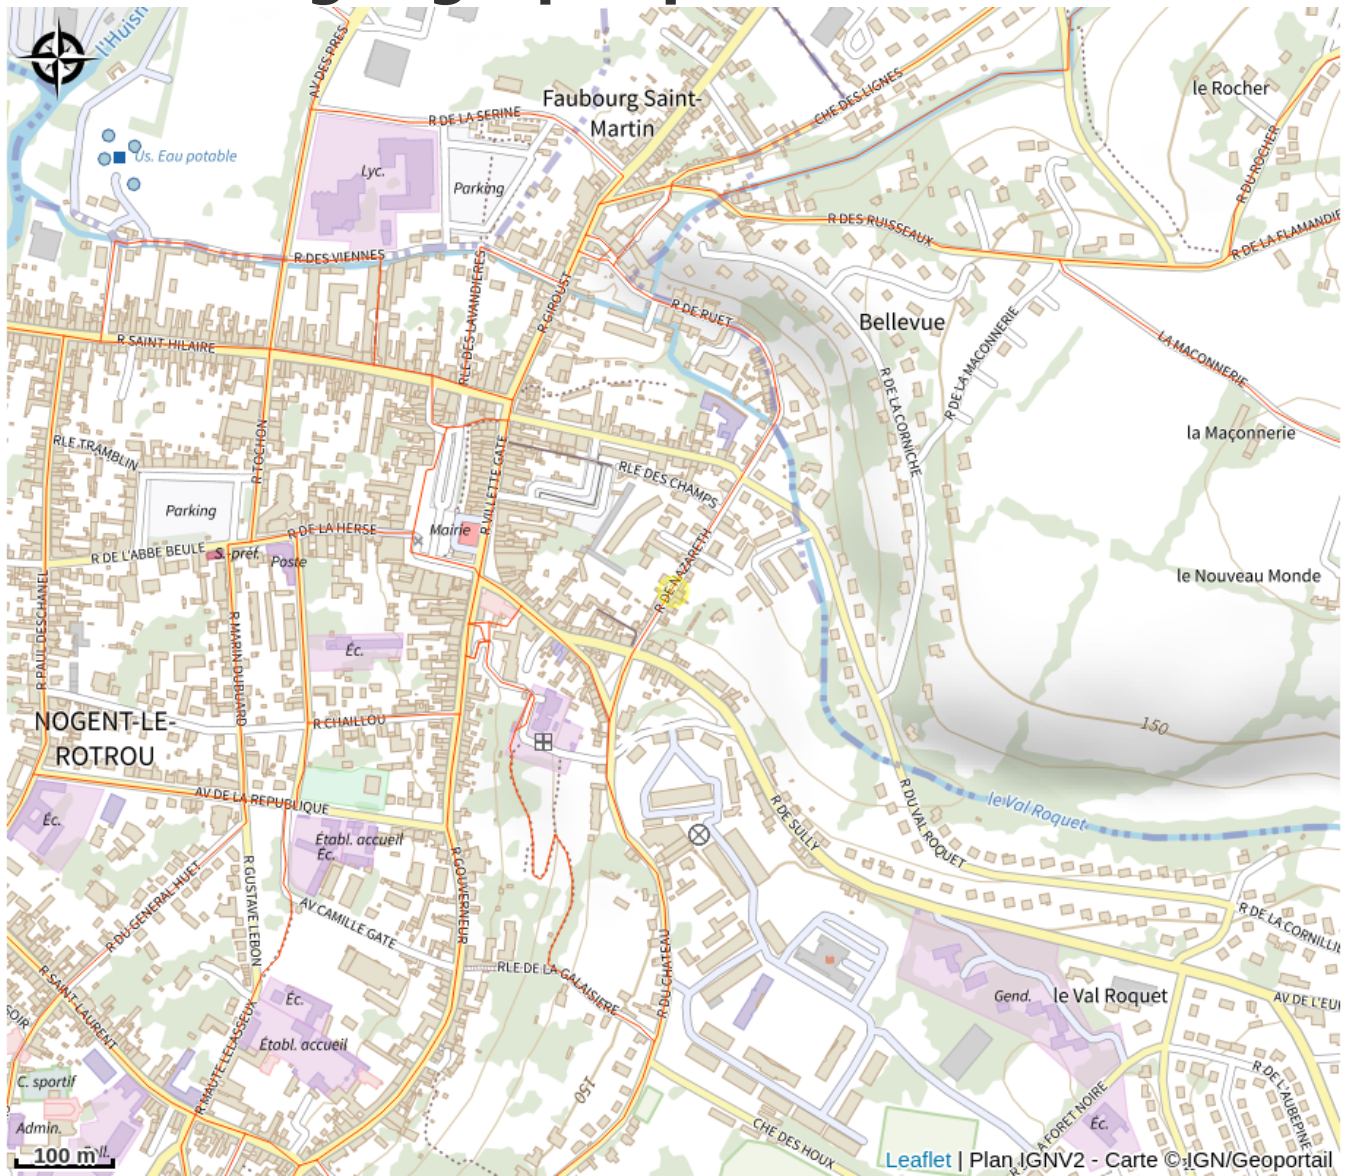 l'Huisne
AV DES PRES
Faubourg Saint-
Martin
CHE DES LIGNES
le Rocher
R DE LA SERINE
Us. Eau potable
Lyc.
Parking
R DU ROCHER
R DES RUISSEAUX
R DE LA FLAMANDIE
R DES VIENNES
RLE DES LAVANDIERES
R GIROUST
R DE RUET
Bellevue
R SAINT HILAIRE
LA MACONNERIE
R DE LA MACONNERIE
R DE LA CORNICHE
la Maçonnerie
RLE TRAMBLIN
R TOCHON
R VILLETTE GATE
RLE DES CHAMPS
Parking
R DE LA HERSE
Mairie
R DE L'ABBE BEULE
S.-préf.
Poste
R DE NAZARETH
le Nouveau Monde
R PAUL DESCHANEL
R MARIN DUBUARD
Éc.
NOGENT-LE-
ROTROU
R CHAILLOU
150
AV DE LA REPUBLIQUE
le Val Roquet
R DE SULLY
R DU VAL ROQUET
Éc.
Établ. accueil
Éc.
R DU GENERAL HUET
R GUSTAVE LEBON
AV CAMILLE GATE
R GOUVERNEUR
R DE LA CORNILLI
RLE DE LA GALAISIERE
R DU CHATEAU
R SAINT LAURENT
Éc.
Gend.
le Val Roquet
AV DE L'EU
SOIR
Établ. accueil
R MAUTE LELASSEUX
C. sportif
150
R DE L'AUBEPINE
Admin.
CHE DES HOUX
R DE LA FORET NOIRE
Éc.
100 m
Leaflet | Plan IGNV2 - Carte © IGN/Geoportail